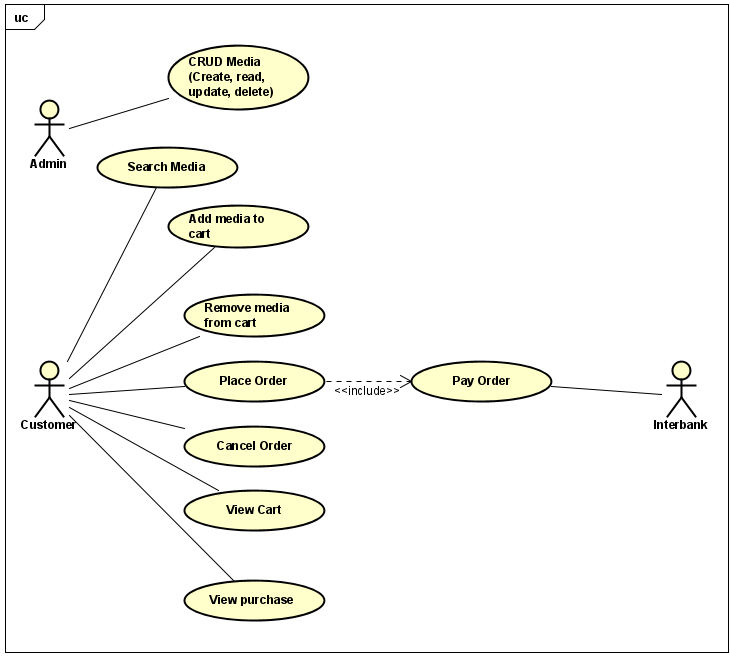 uc
CRUD Media
(Create, read,
update, delete)
Admin
Search Media
Add media to
cart
Remove media
from cart
Place Order
<<include>>
Pay Order
Customer
Interbank
Cancel Order
View Cart
View purchase